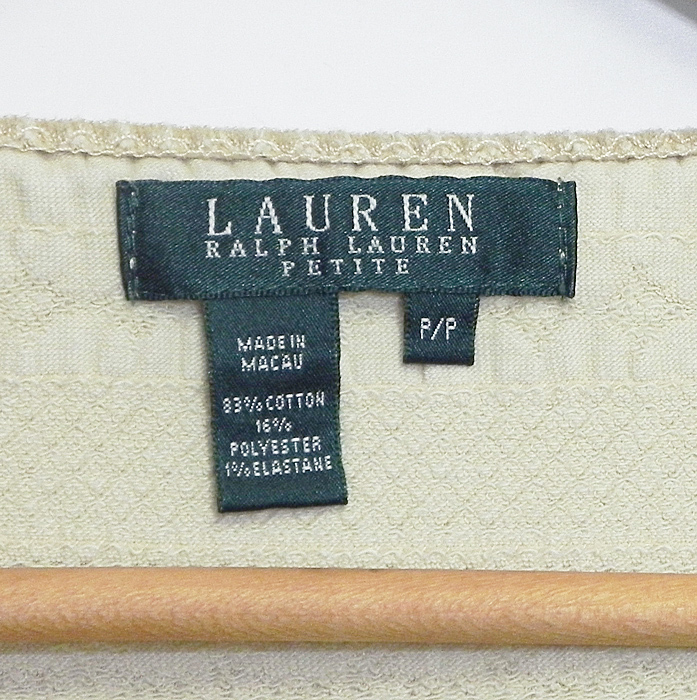 LAUREN
RALPH LAUREN
PETITE
P/P
MADE IN
MACAU
83% COTTON
16%
POLYESTER
1% ELASTANE